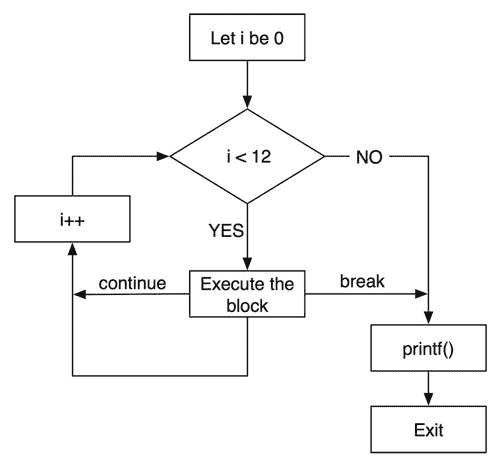 Let i be 0
i < 12
NO
i++
YES
continue
Execute the
block
break
printf()
Exit